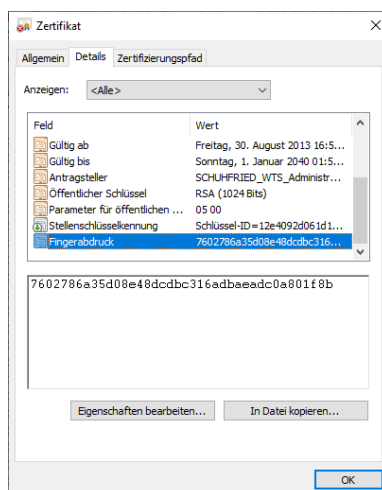 Zertifikat
Allgemein Details Zertifizierungspfad
Anzeigen: <Alle>
Feld Wert
Gültig ab Freitag, 30. August 2013 16:5...
Gültig bis Sonntag, 1. Januar 2040 01:5...
Antragsteller SCHUHFRIED_WTS_Administr...
Öffentlicher Schlüssel RSA (1024 Bits)
Parameter für öffentlichen ... 05 00
Stellenschlüsselkennung Schlüssel-ID=12e4092d061d1...
Fingerabdruck 7602786a35d08e48dcdbc316...
7602786a35d08e48dcdbc316adbaeadc0a801f8b
Eigenschaften bearbeiten... In Datei kopieren...
OK